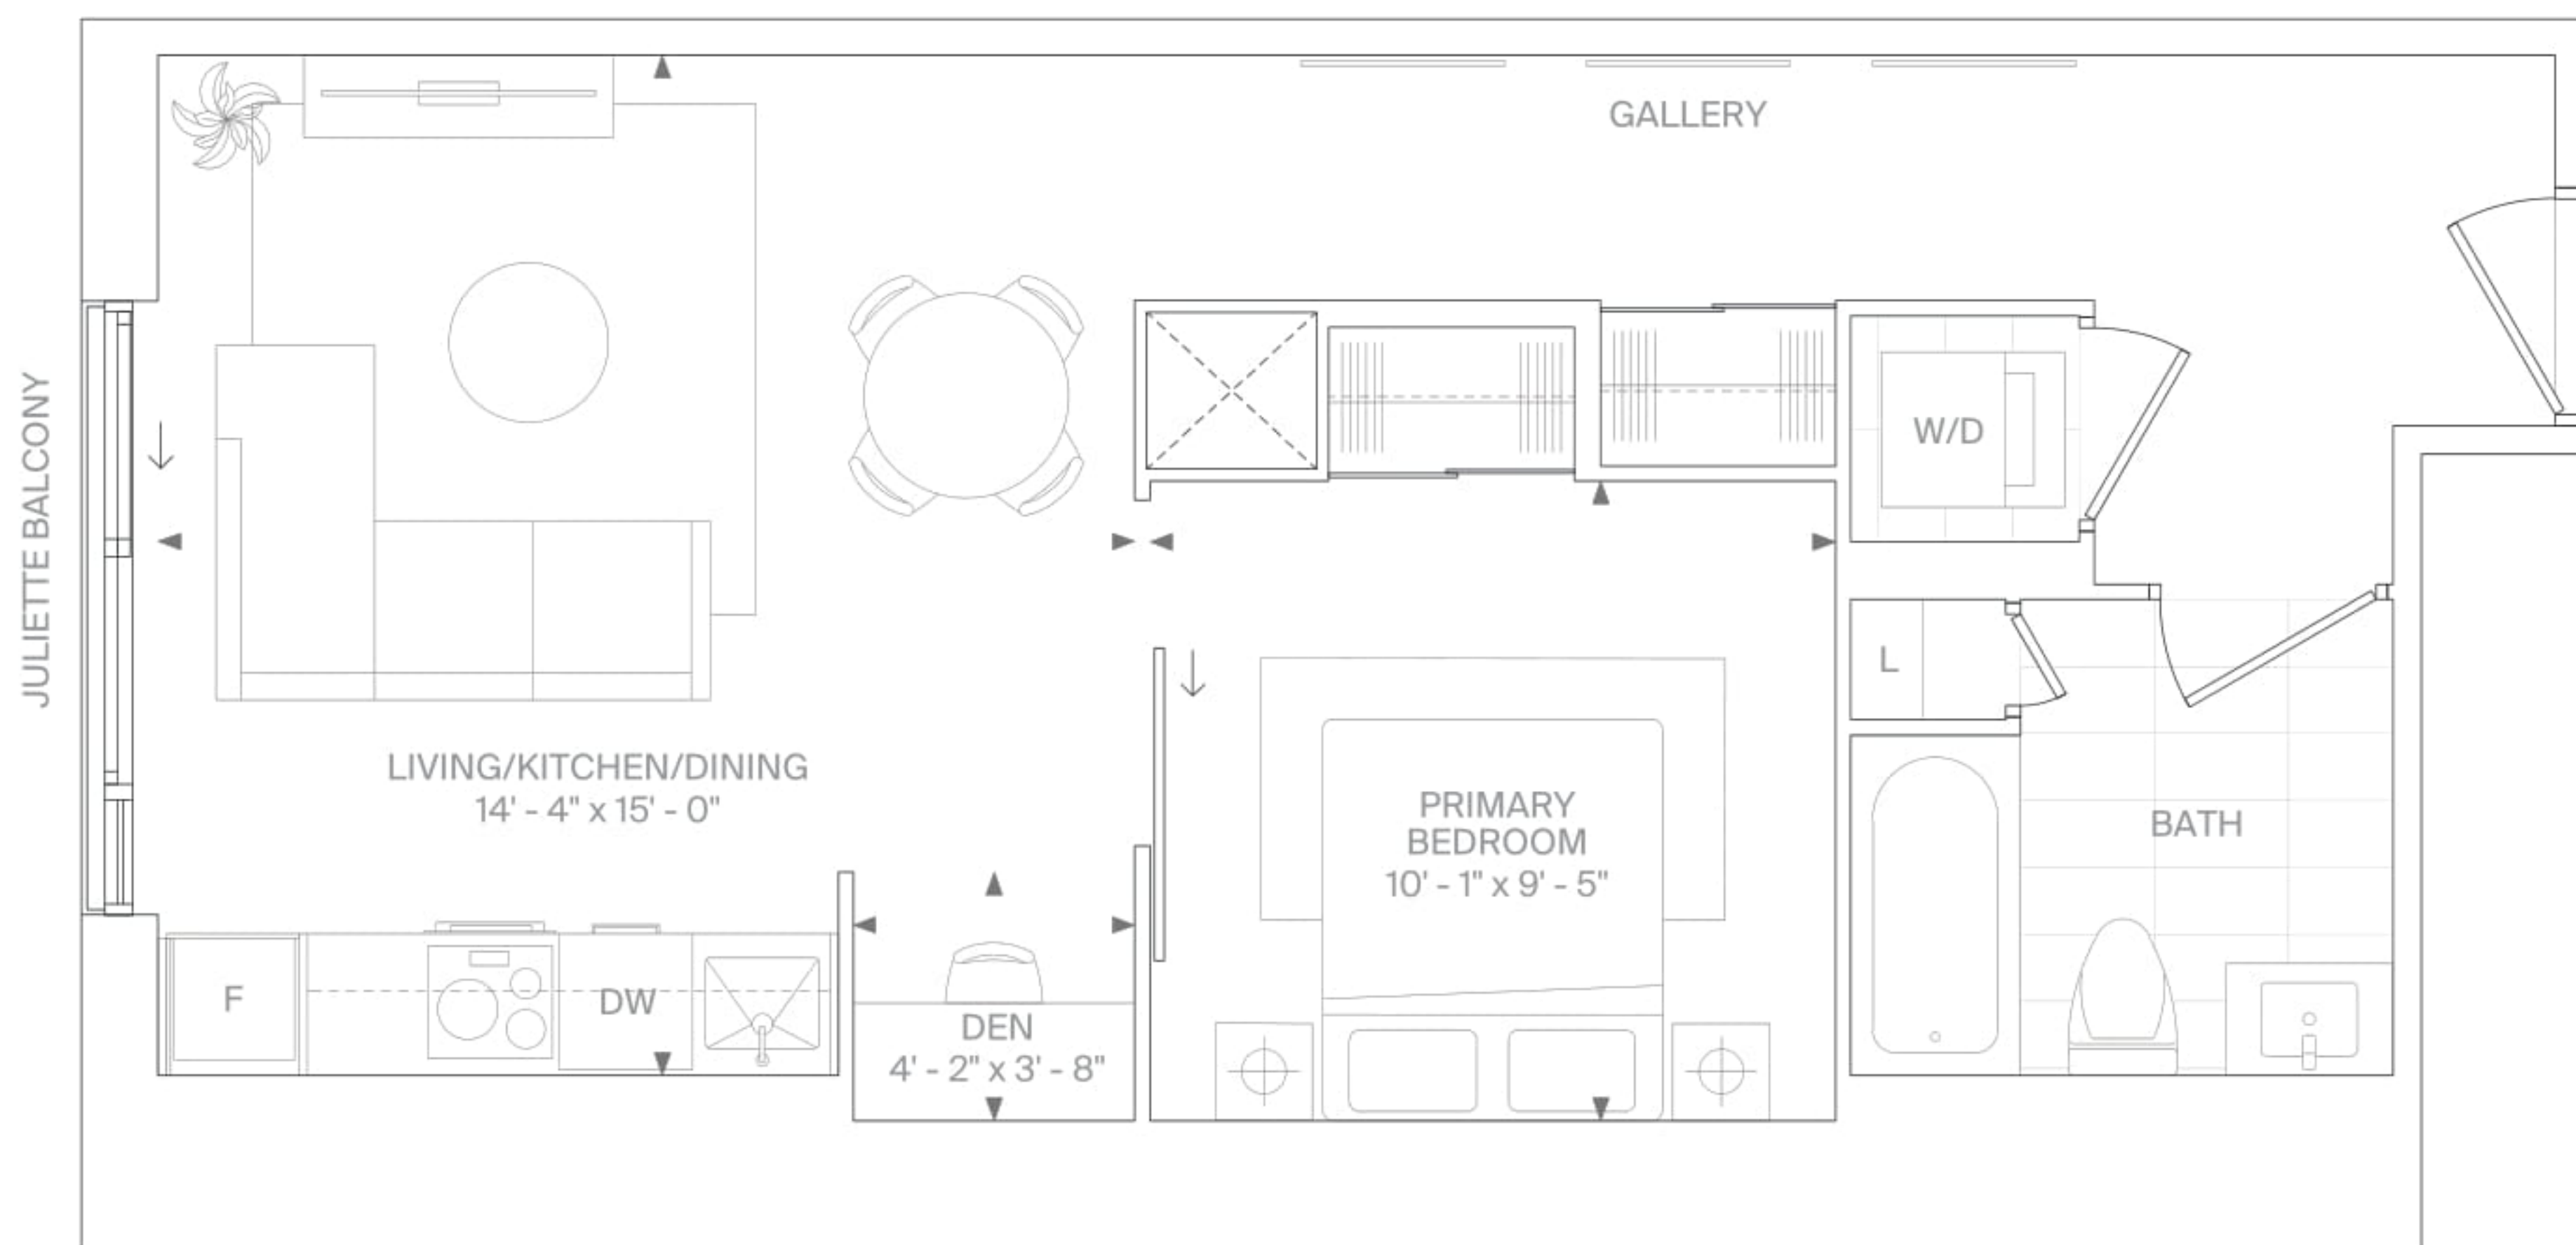 GALLERY
JULIETTE BALCONY
W/D
L
LIVING/KITCHEN/DINING
14' - 4" x 15' - 0"
PRIMARY
BEDROOM
10' - 1" x 9' - 5"
BATH
F
DW
DEN
4' - 2" x 3' - 8"